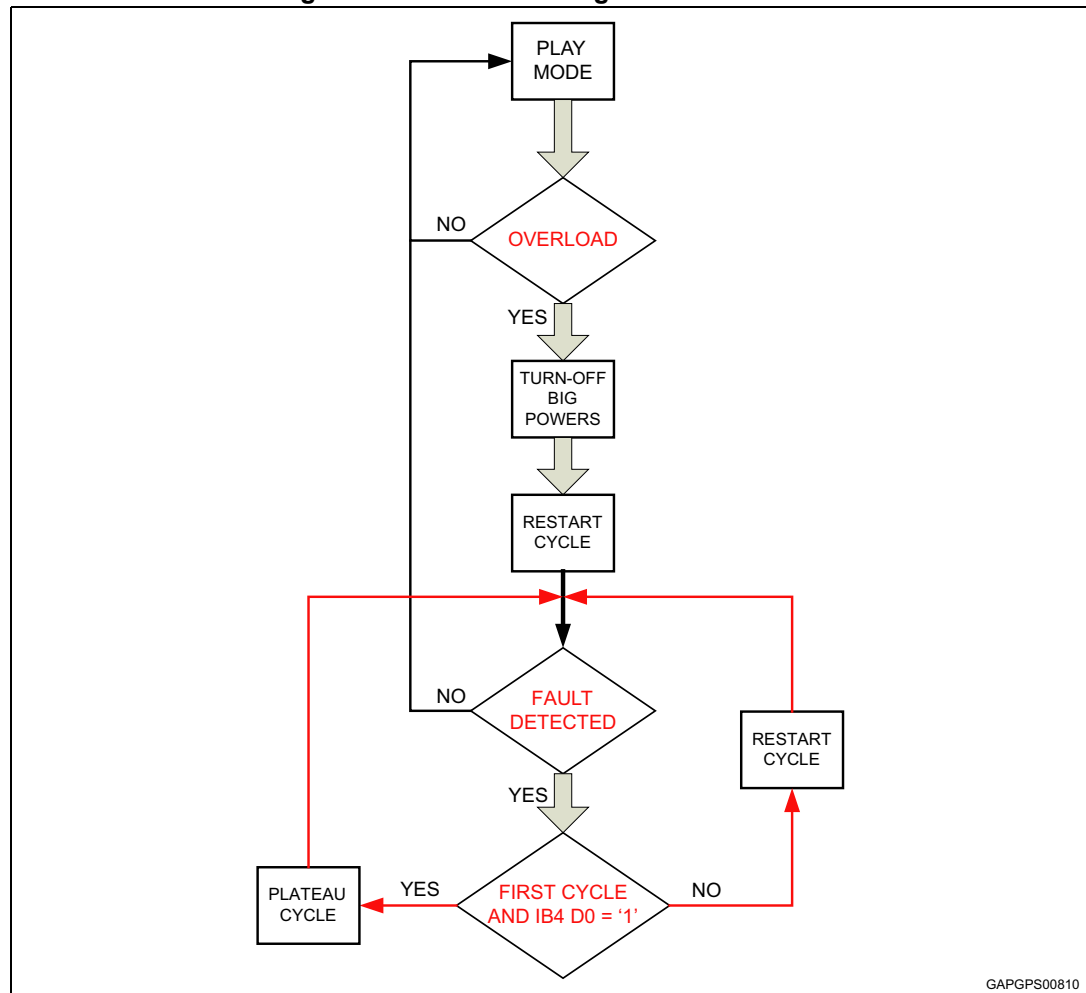 PLAY
MODE
NO
OVERLOAD
YES
TURN-OFF
BIG
POWERS
RESTART
CYCLE
NO
FAULT
DETECTED
RESTART
CYCLE
YES
PLATEAU
CYCLE
YES
FIRST CYCLE
AND IB4 D0 = ‘1’
NO
GAPGPS00810